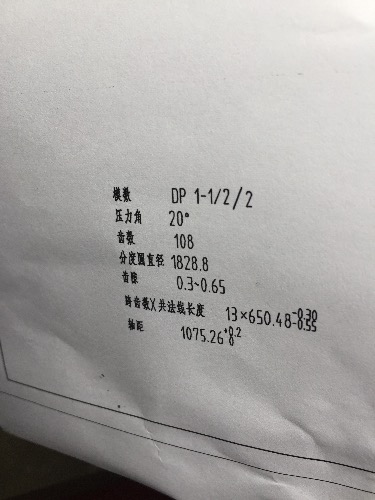 模数 DP 1-1/2/2
压力角 20°
齿数 108
分度圆直径 1828.8
齿隙 0.3~0.65
跨齿数X共法线长度 13×650.48-0.30-0.55
轴距 1075.26+0.2 0